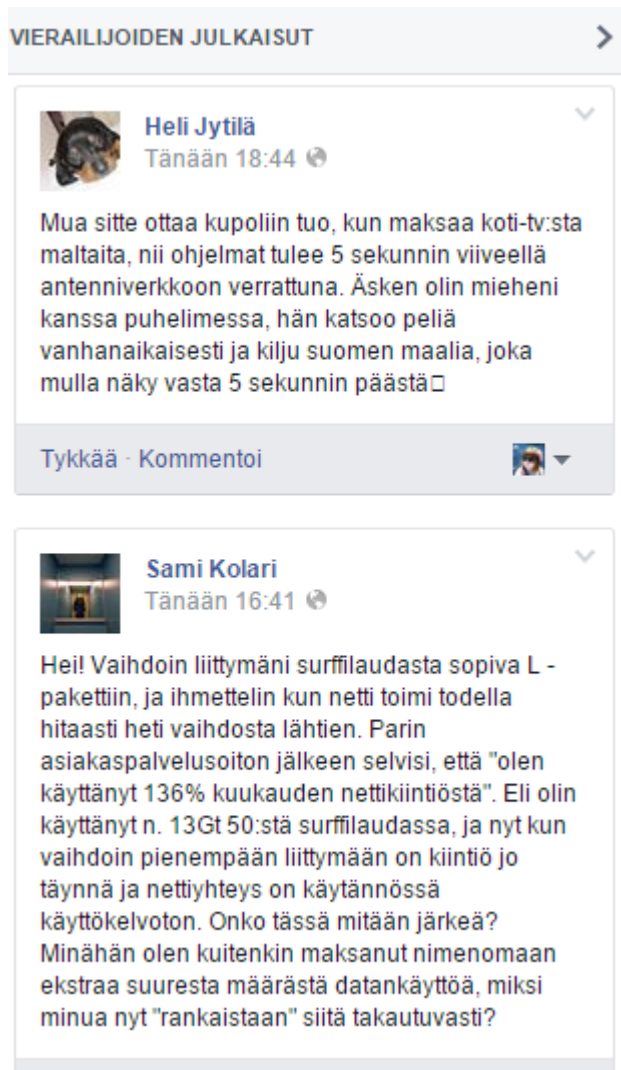 VIERAILIJOIDEN JULKAISUT
Heli Jytilä
Tänään 18:44
Mua sitte ottaa kupoliin tuo, kun maksaa koti-tv:sta
maltaita, nii ohjelmat tulee 5 sekunnin viiveellä
antenniverkkoon verrattuna. Äsken olin mieheni
kanssa puhelimessa, hän katsoo peliä
vanhanaikaisesti ja kilju suomen maalia, joka
mulla näky vasta 5 sekunnin päästä□
Tykkää · Kommentoi
Sami Kolari
Tänään 16:41
Hei! Vaihdoin liittymäni surffilaudasta sopiva L -
pakettiin, ja ihmettelin kun netti toimi todella
hitaasti heti vaihdosta lähtien. Parin
asiakaspalvelusoiton jälkeen selvisi, että "olen
käyttänyt 136% kuukauden nettikiintiöstä". Eli olin
käyttänyt n. 13Gt 50:stä surffilaudassa, ja nyt kun
vaihdoin pienempään liittymään on kiintiö jo
täynnä ja nettiyhteys on käytännössä
käyttökelvoton. Onko tässä mitään järkeä?
Minähän olen kuitenkin maksanut nimenomaan
ekstraa suuresta määrästä datankäyttöä, miksi
minua nyt "rankaistaan" siitä takautuvasti?